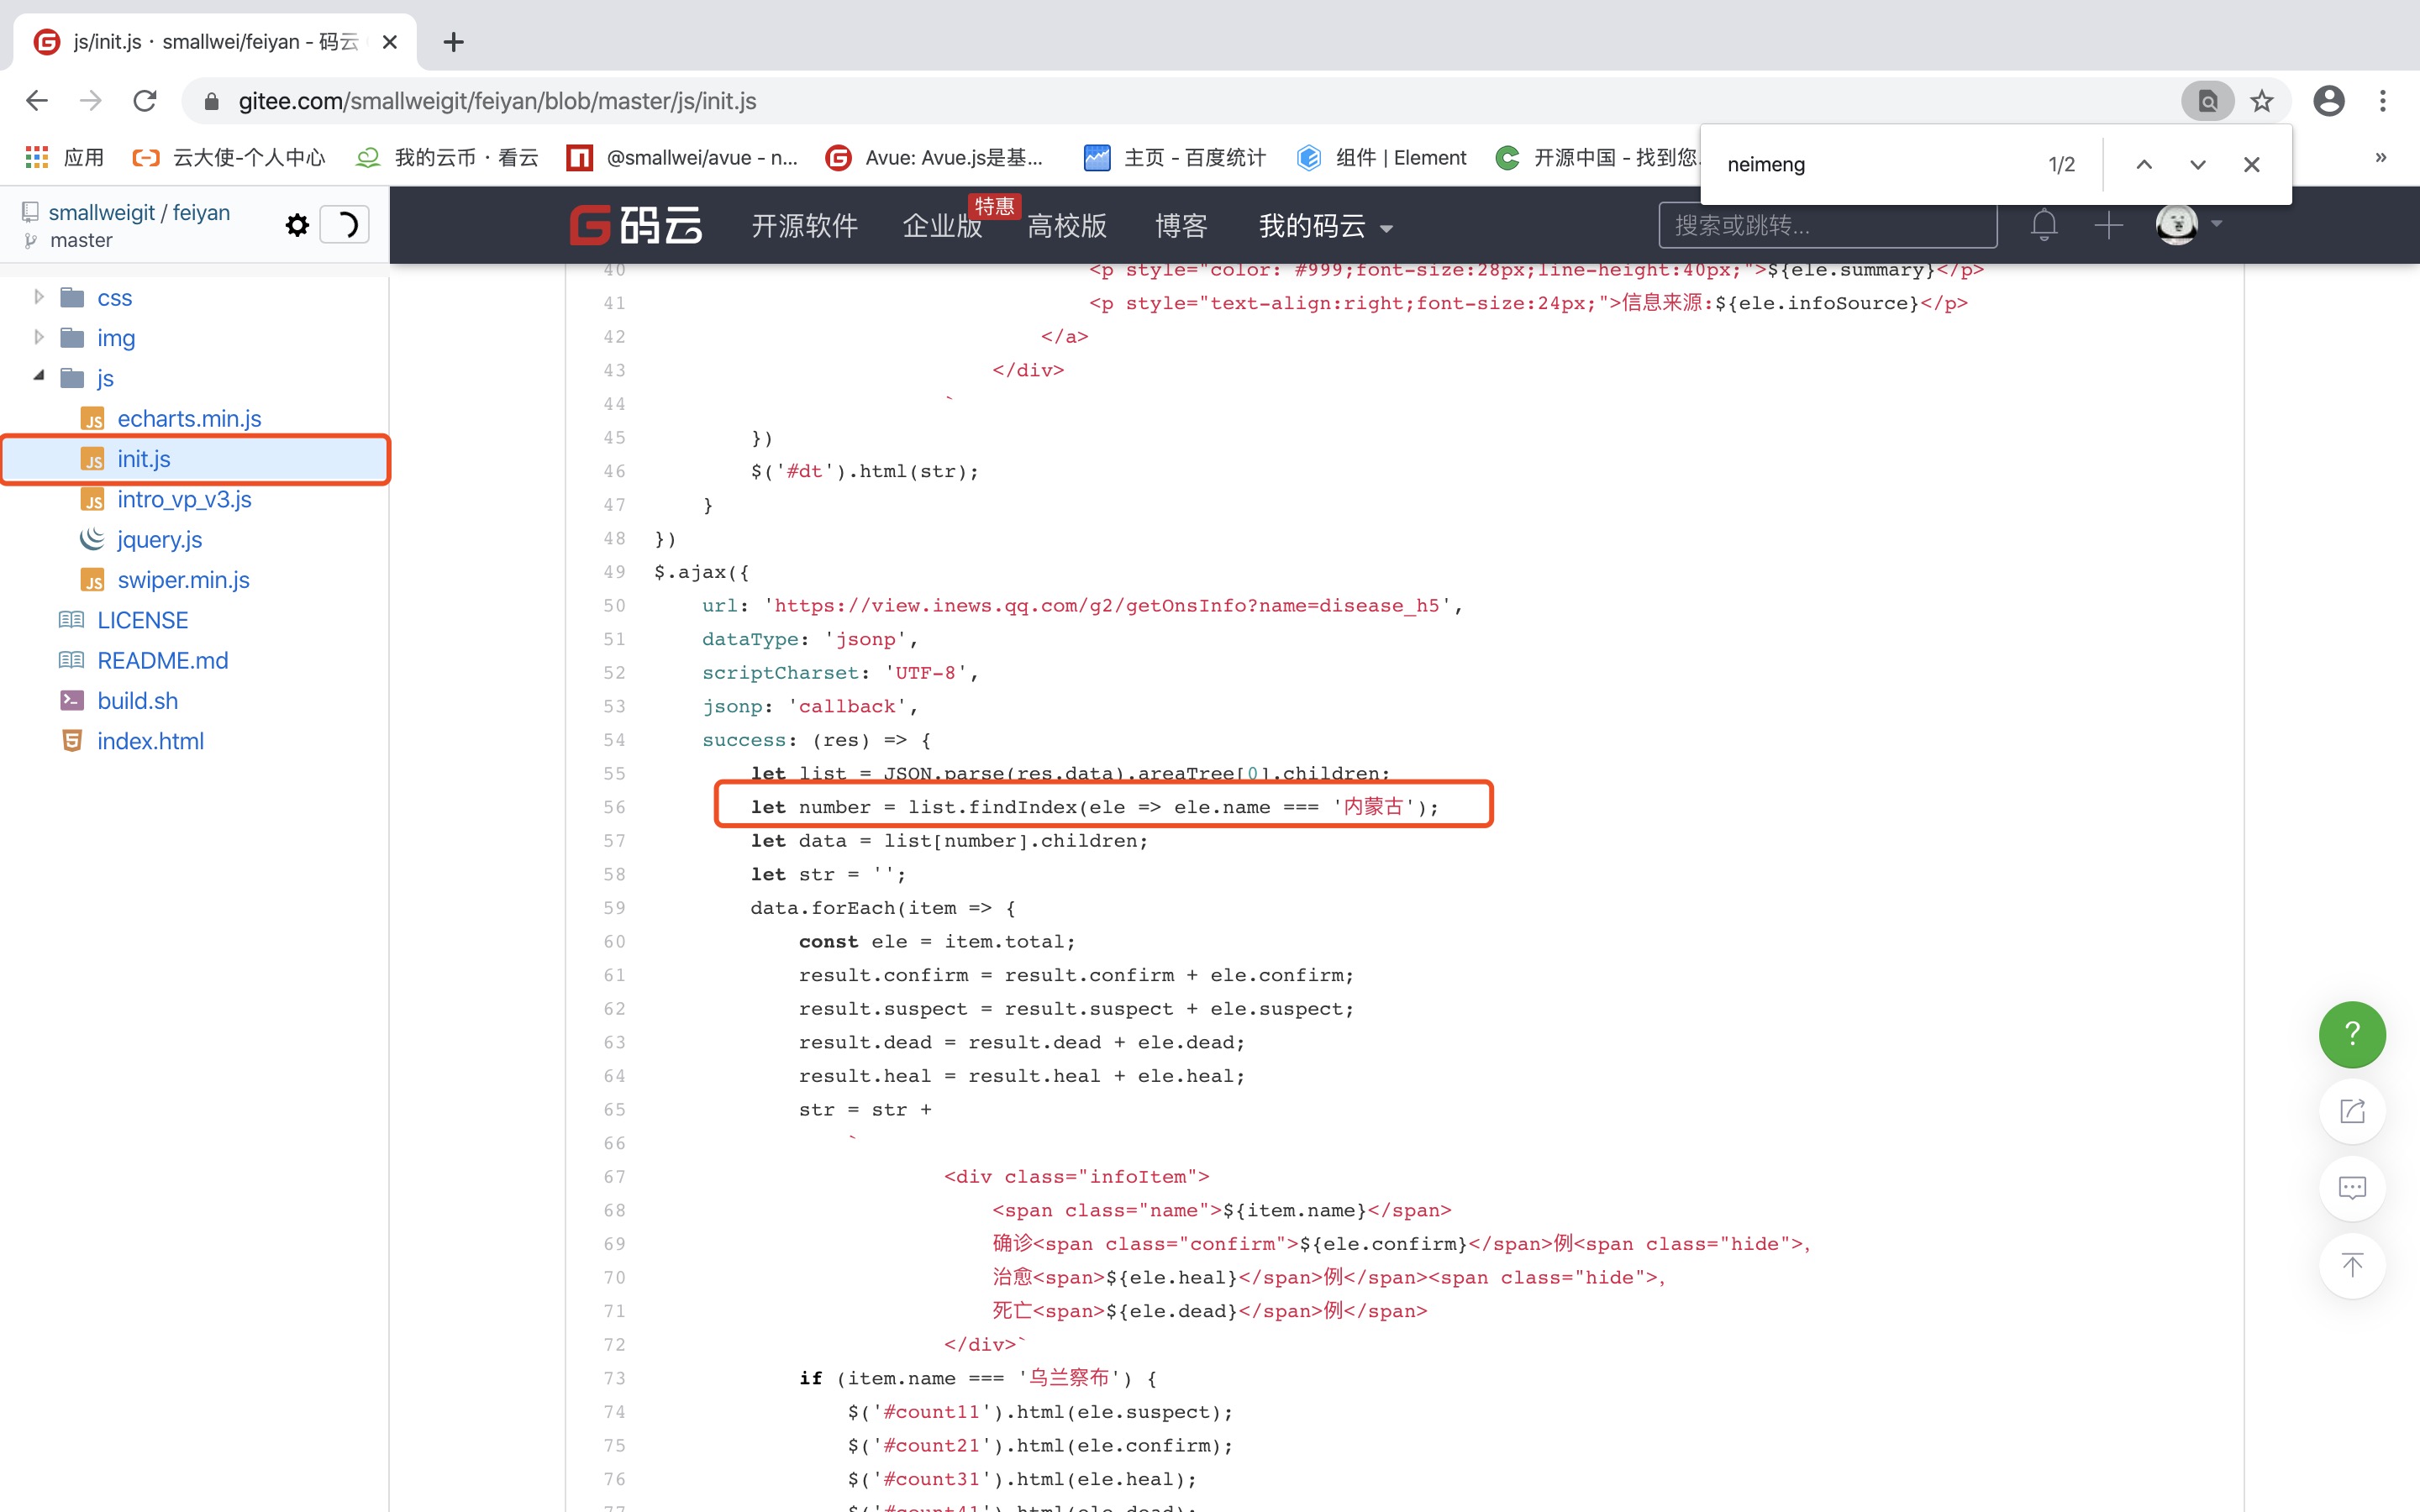 js/init.js · smallwei/feiyan - 码云
gitee.com/smallweigit/feiyan/blob/master/js/init.js
应用
云大使-个人中心
我的云币 · 看云
@smallwei/avue - n...
Avue: Avue.js是基...
主页 - 百度统计
组件 | Element
开源中国 - 找到您
»
neimeng
1/2
smallweigit / feiyan
master
码云
开源软件
企业版
特惠
高校版
博客
我的码云
搜索或跳转...
css
img
js
echarts.min.js
init.js
intro_vp_v3.js
jquery.js
swiper.min.js
LICENSE
README.md
build.sh
index.html
40 <p style="color: #999;font-size:28px;line-height:40px;">${ele.summary}</p>
41 <p style="text-align:right;font-size:24px;">信息来源:${ele.infoSource}</p>
42 </a>
43 </div>
44 `
45 })
46 $('#dt').html(str);
47 }
48 })
49 $.ajax({
50 url: 'https://view.inews.qq.com/g2/getOnsInfo?name=disease_h5',
51 dataType: 'jsonp',
52 scriptCharset: 'UTF-8',
53 jsonp: 'callback',
54 success: (res) => {
55 let list = JSON.parse(res.data).areaTree[0].children;
56 let number = list.findIndex(ele => ele.name === '内蒙古');
57 let data = list[number].children;
58 let str = '';
59 data.forEach(item => {
60 const ele = item.total;
61 result.confirm = result.confirm + ele.confirm;
62 result.suspect = result.suspect + ele.suspect;
63 result.dead = result.dead + ele.dead;
64 result.heal = result.heal + ele.heal;
65 str = str +
66 `
67 <div class="infoItem">
68 <span class="name">${item.name}</span>
69 确诊<span class="confirm">${ele.confirm}</span>例<span class="hide">,
70 治愈<span>${ele.heal}</span>例</span><span class="hide">,
71 死亡<span>${ele.dead}</span>例</span>
72 </div>`
73 if (item.name === '乌兰察布') {
74 $('#count11').html(ele.suspect);
75 $('#count21').html(ele.confirm);
76 $('#count31').html(ele.heal);
77 $('#count41').html(ele.dead);